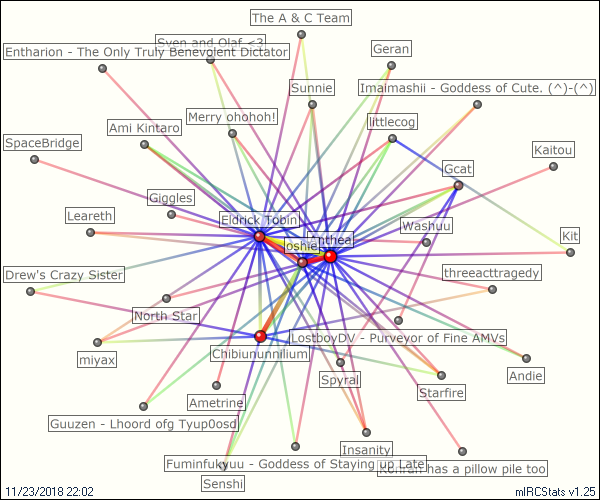 The A & C Team
Sven and Olaf <3
Entharion - The Only Truly Benevolent Dictator
Geran
Sunnie
Imaimashii - Goddess of Cute. (^)-(^)
Merry ohohoh!
littlecog
Ami Kintaro
SpaceBridge
Kaitou
Gcat
Giggles
Leareth
Eldrick Tobin
Washuu
Anthea
oshie
Kit
Drew's Crazy Sister
threeacttragedy
North Star
LostboyDV - Purveyor of Fine AMVs
miyax
Chibiununnilium
Spyral
Andie
Starfire
Ametrine
Guuzen - Lhoord ofg Tyup0osd
Insanity
Fuminfukyuu - Goddess of Staying up Late
has a pillow pile too
Senshi
11/23/2018 22:02
mIRCStats v1.25